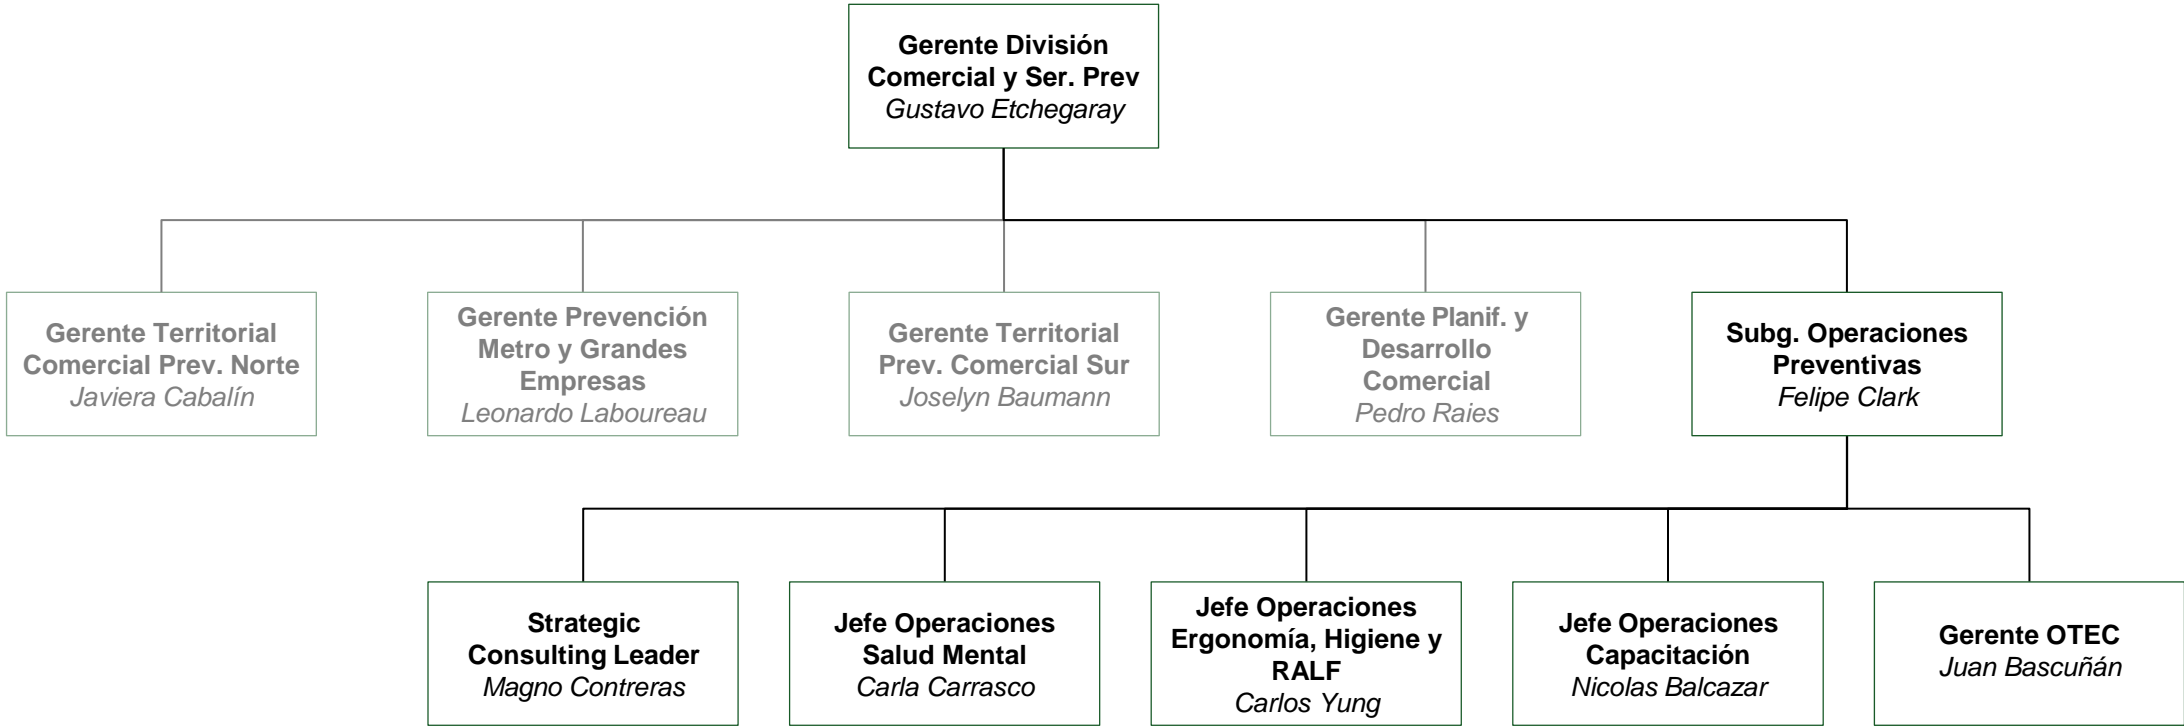 Gerente División
Comercial y Ser. Prev
Gustavo Etchegaray
Gerente Territorial
Comercial Prev. Norte
Javiera Cabalín
Gerente Prevención
Metro y Grandes
Empresas
Leonardo Laboureau
Gerente Territorial
Prev. Comercial Sur
Joselyn Baumann
Gerente Planif. y
Desarrollo
Comercial
Pedro Raies
Subg. Operaciones
Preventivas
Felipe Clark
Strategic
Consulting Leader
Magno Contreras
Jefe Operaciones
Salud Mental
Carla Carrasco
Jefe Operaciones
Ergonomía, Higiene y
RALF
Carlos Yung
Jefe Operaciones
Capacitación
Nicolas Balcazar
Gerente OTEC
Juan Bascuñán